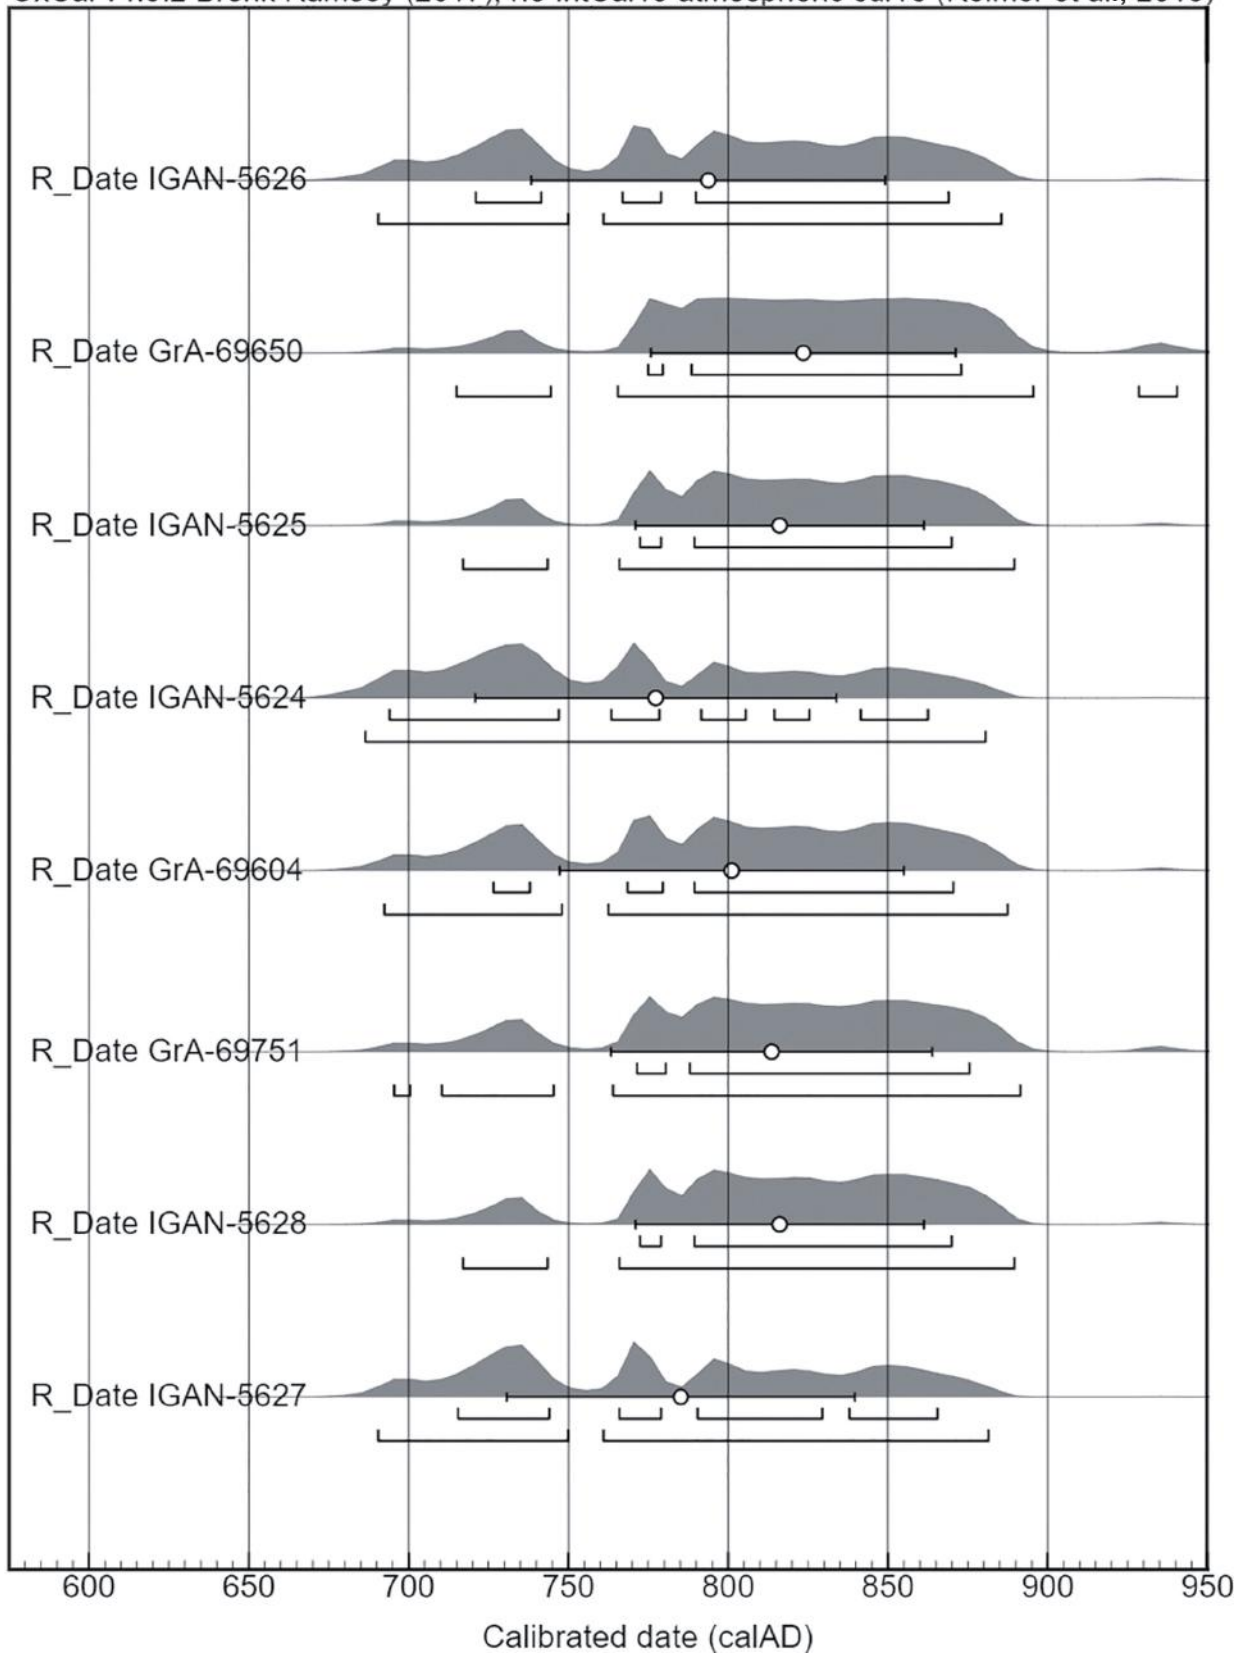 R_Date IGAN-5626
R_Date GrA-69650
R_Date IGAN-5625
R_Date IGAN-5624
R_Date GrA-69604
R_Date GrA-69751
R_Date IGAN-5628
R_Date IGAN-5627
600 650 700 750 800 850 900 950
Calibrated date (calAD)